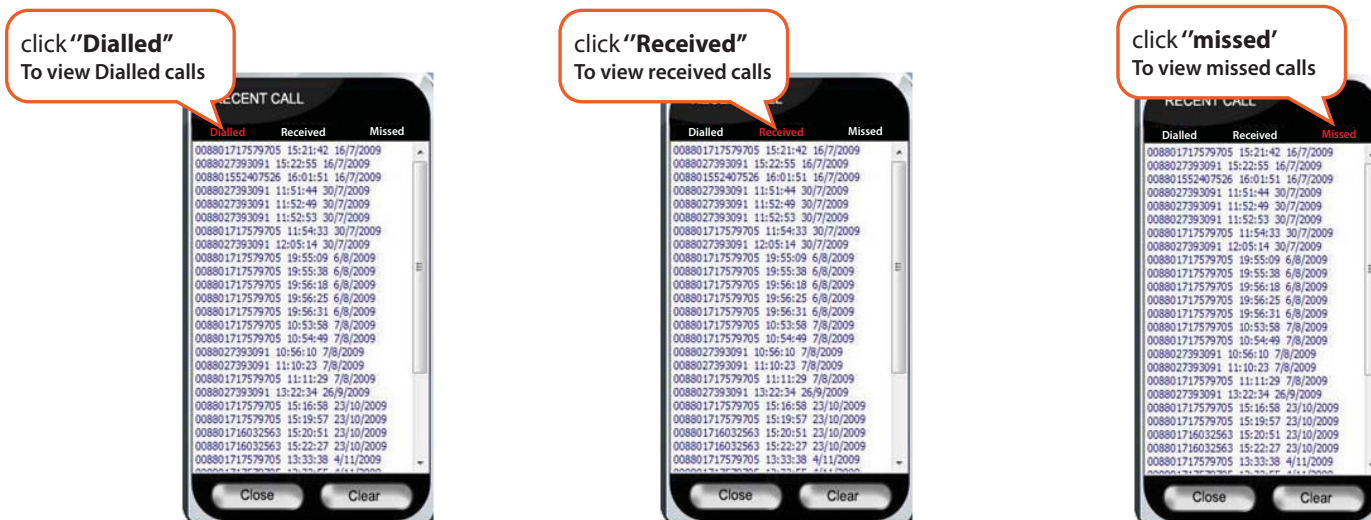 click ‘’Dialled”
To view Dialled calls
RECENT CALL
Dialled Received Missed
008801717579705 15:21:42 16/7/2009
0088027393091 15:22:55 16/7/2009
008801552407526 16:01:51 16/7/2009
0088027393091 11:51:44 30/7/2009
0088027393091 11:52:49 30/7/2009
0088027393091 11:52:53 30/7/2009
008801717579705 11:54:33 30/7/2009
0088027393091 12:05:14 30/7/2009
008801717579705 19:55:09 6/8/2009
008801717579705 19:55:38 6/8/2009
008801717579705 19:56:18 6/8/2009
008801717579705 19:56:25 6/8/2009
008801717579705 19:56:31 6/8/2009
008801717579705 10:53:58 7/8/2009
008801717579705 10:54:49 7/8/2009
0088027393091 10:56:10 7/8/2009
0088027393091 11:10:23 7/8/2009
008801717579705 11:11:29 7/8/2009
0088027393091 13:22:34 26/9/2009
008801717579705 15:16:58 23/10/2009
008801717579705 15:19:57 23/10/2009
008801716032563 15:20:51 23/10/2009
008801716032563 15:22:27 23/10/2009
008801717579705 13:33:38 4/11/2009
Close Clear
click ‘’Received”
To view received calls
Dialled Received Missed
008801717579705 15:21:42 16/7/2009
0088027393091 15:22:55 16/7/2009
008801552407526 16:01:51 16/7/2009
0088027393091 11:51:44 30/7/2009
0088027393091 11:52:49 30/7/2009
0088027393091 11:52:53 30/7/2009
008801717579705 11:54:33 30/7/2009
0088027393091 12:05:14 30/7/2009
008801717579705 19:55:09 6/8/2009
008801717579705 19:55:38 6/8/2009
008801717579705 19:56:18 6/8/2009
008801717579705 19:56:25 6/8/2009
008801717579705 19:56:31 6/8/2009
008801717579705 10:53:58 7/8/2009
008801717579705 10:54:49 7/8/2009
0088027393091 10:56:10 7/8/2009
0088027393091 11:10:23 7/8/2009
008801717579705 11:11:29 7/8/2009
0088027393091 13:22:34 26/9/2009
008801717579705 15:16:58 23/10/2009
008801717579705 15:19:57 23/10/2009
008801716032563 15:20:51 23/10/2009
008801716032563 15:22:27 23/10/2009
008801717579705 13:33:38 4/11/2009
Close Clear
click ‘’missed’
To view missed calls
RECENT CALL
Dialled Received Missed
008801717579705 15:21:42 16/7/2009
0088027393091 15:22:55 16/7/2009
008801552407526 16:01:51 16/7/2009
0088027393091 11:51:44 30/7/2009
0088027393091 11:52:49 30/7/2009
0088027393091 11:52:53 30/7/2009
008801717579705 11:54:33 30/7/2009
0088027393091 12:05:14 30/7/2009
008801717579705 19:55:09 6/8/2009
008801717579705 19:55:38 6/8/2009
008801717579705 19:56:18 6/8/2009
008801717579705 19:56:25 6/8/2009
008801717579705 19:56:31 6/8/2009
008801717579705 10:53:58 7/8/2009
008801717579705 10:54:49 7/8/2009
0088027393091 10:56:10 7/8/2009
0088027393091 11:10:23 7/8/2009
008801717579705 11:11:29 7/8/2009
0088027393091 13:22:34 26/9/2009
008801717579705 15:16:58 23/10/2009
008801717579705 15:19:57 23/10/2009
008801716032563 15:20:51 23/10/2009
008801716032563 15:22:27 23/10/2009
008801717579705 13:33:38 4/11/2009
Close Clear